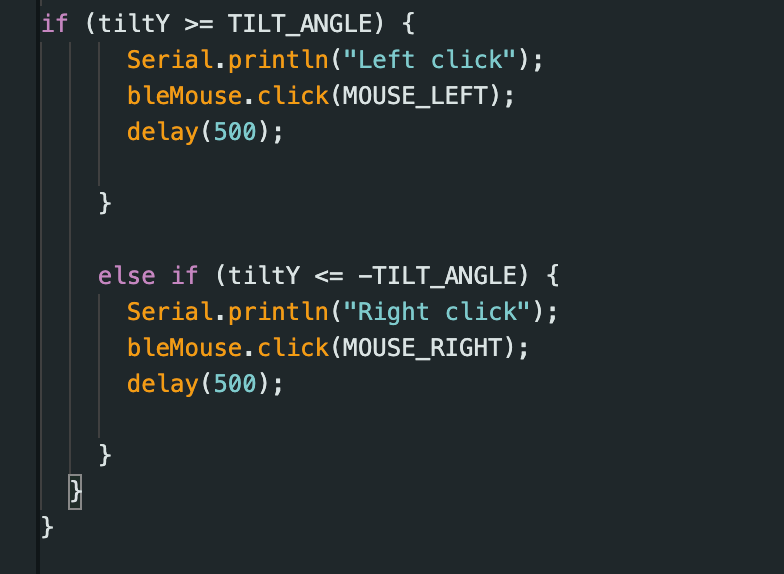 if (tiltY >= TILT_ANGLE) {
Serial.println("Left click");
bleMouse.click(MOUSE_LEFT);
delay(500);
}
else if (tiltY <= -TILT_ANGLE) {
Serial.println("Right click");
bleMouse.click(MOUSE_RIGHT);
delay(500);
}
}
}